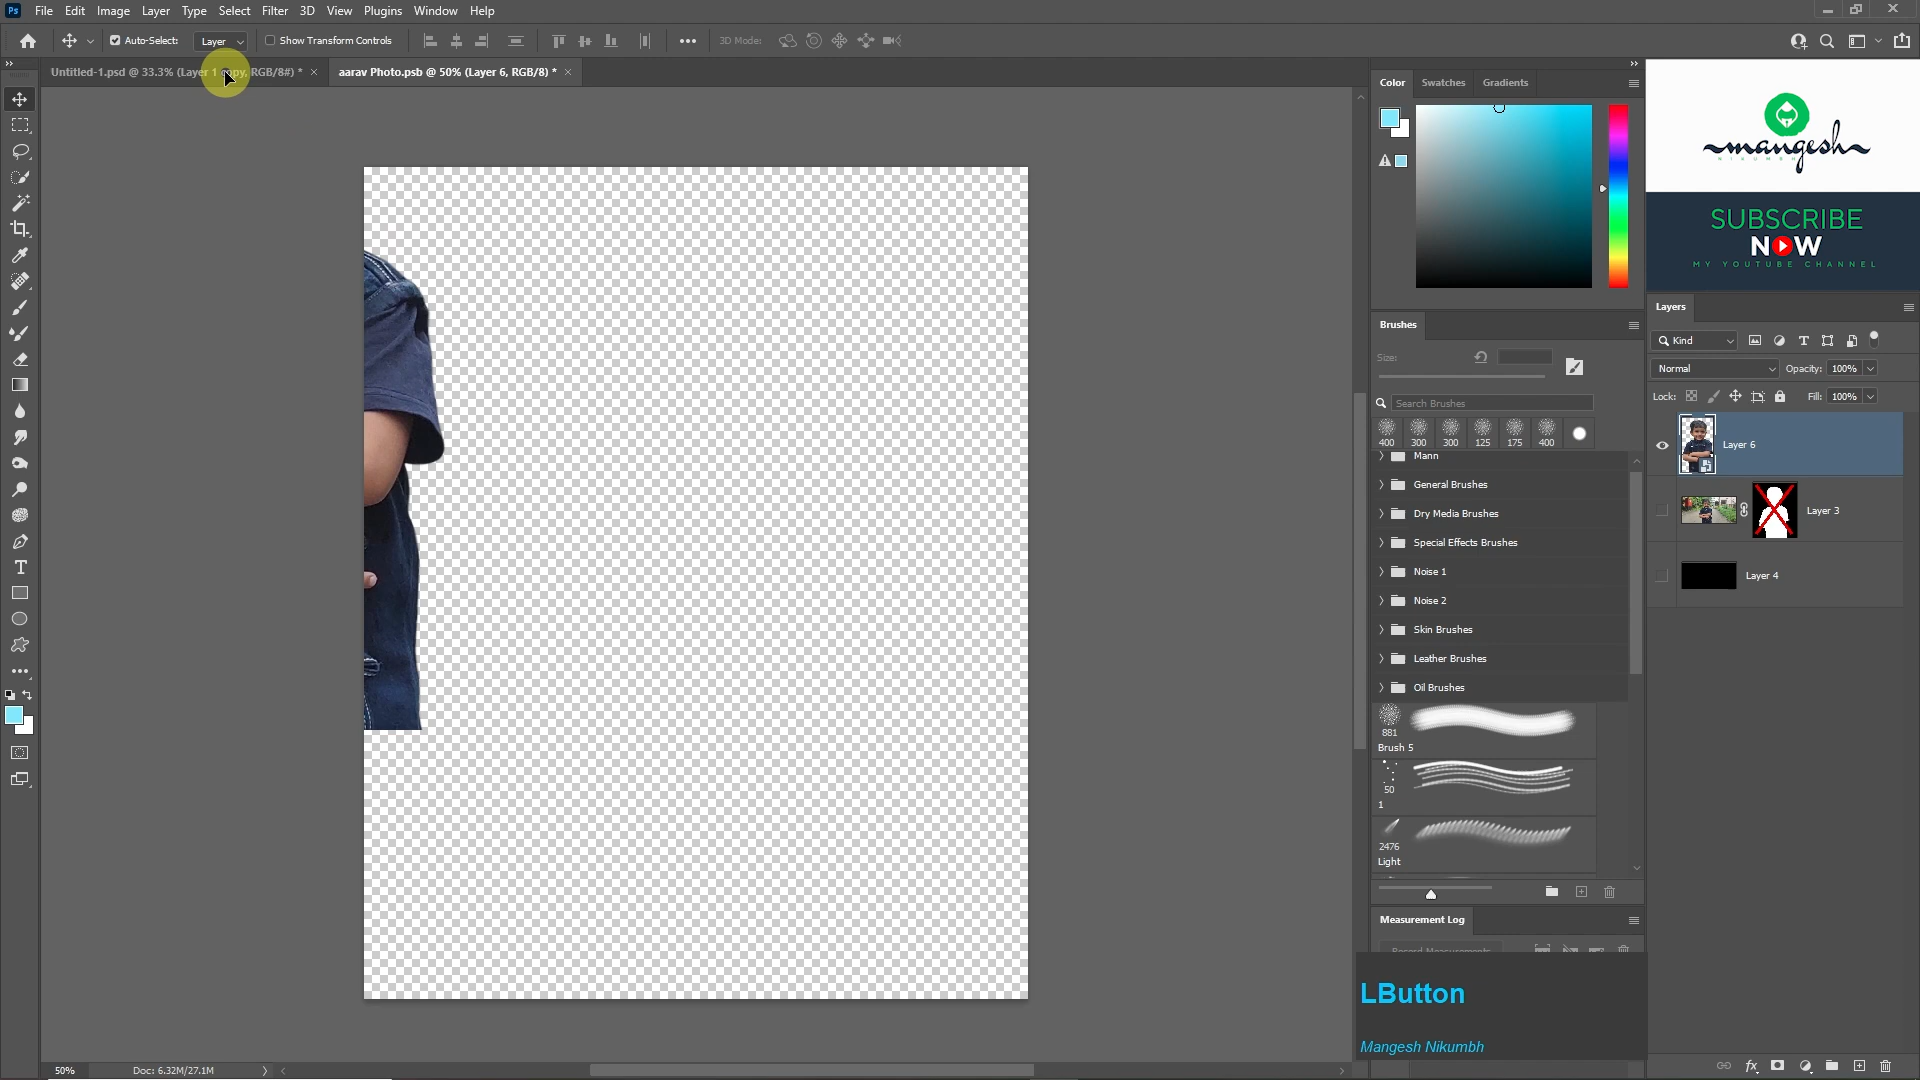 File Edit Image Layer Type Select Filter 3D View Plugins Window Help
Auto-Select: Layer Show Transform Controls 3D Mode:
Untitled-1.psd @ 33.3% (Layer 1 copy, RGB/8#) *
aarav Photo.psb @ 50% (Layer 6, RGB/8) *
Color Swatches Gradients
mangesh
NIKUMBH
SUBSCRIBE
NOW
MY YOUTUBE CHANNEL
Brushes
Size:
Search Brushes
400 300 300 125 175 400
Mann
General Brushes
Dry Media Brushes
Special Effects Brushes
Noise 1
Noise 2
Skin Brushes
Leather Brushes
Oil Brushes
881
Brush 5
50
1
2476
Light
Measurement Log
Record Measurements
Layers
Kind
Normal Opacity: 100%
Lock: Fill: 100%
Layer 6
Layer 3
Layer 4
LButton
Mangesh Nikumbh
50% Doc: 6.32M/27.1M